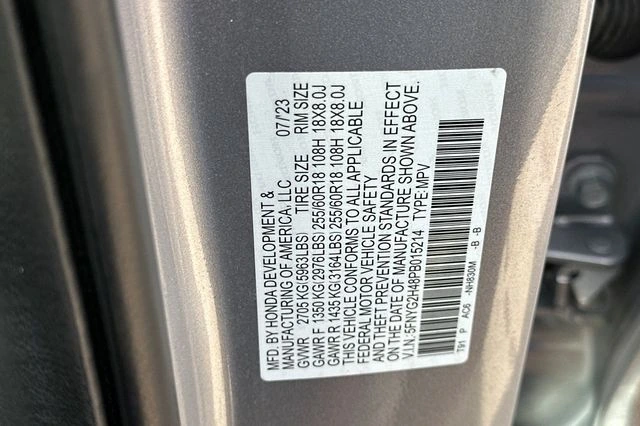 MFD. BY HONDA DEVELOPMENT &
MANUFACTURING OF AMERICA, LLC 07/'23
GVWR 2705 KG(5963LBS) TIRE SIZE RIM SIZE
GAWR F 1350 KG(2976LBS) 255/60R18 108H 18X8.0J
GAWR R 1435 KG(3164LBS) 255/60R18 108H 18X8.0J
THIS VEHICLE CONFORMS TO ALL APPLICABLE
FEDERAL MOTOR VEHICLE SAFETY
AND THEFT PREVENTION STANDARDS IN EFFECT
ON THE DATE OF MANUFACTURE SHOWN ABOVE.
V.I.N: 5FNYG2H48PB015214 TYPE: MPV
T91 P AC6 -NH830M -B -B